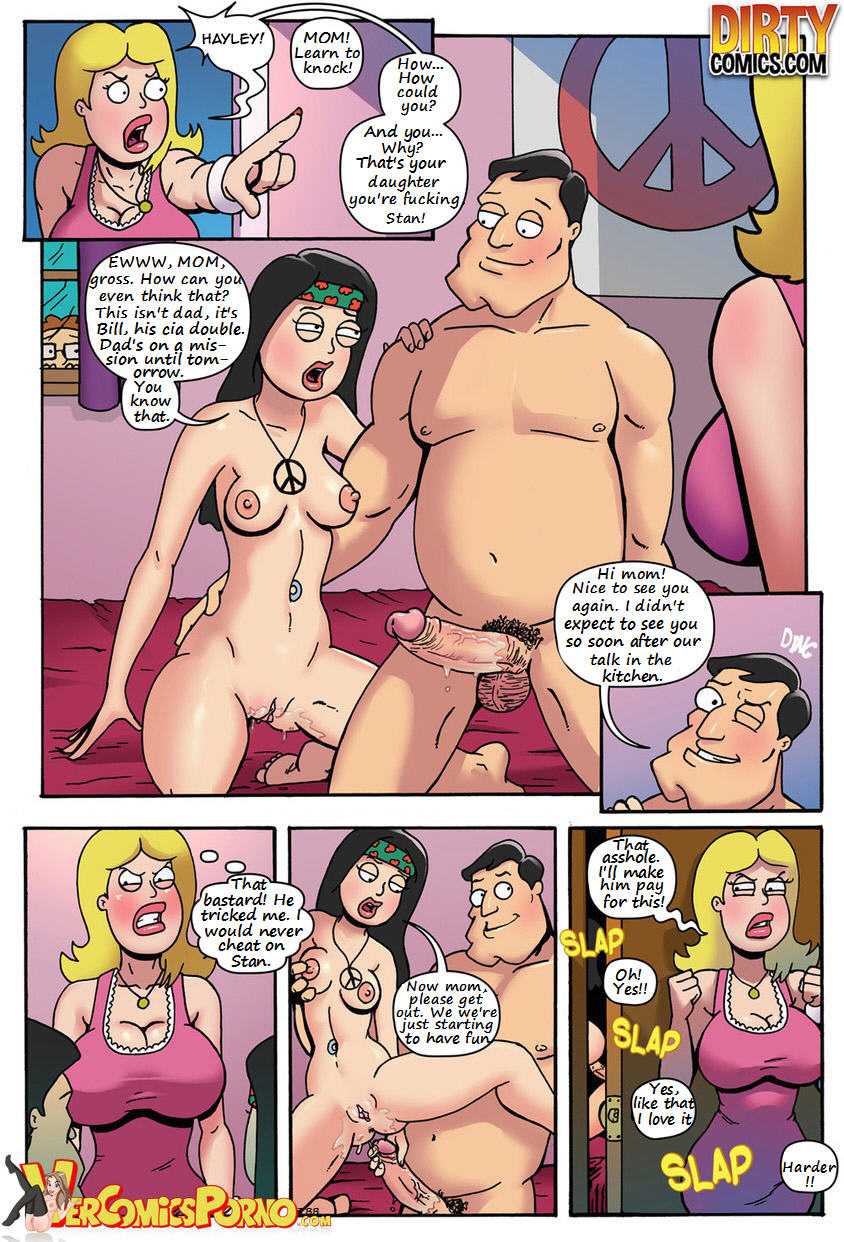 DIRTY
COMICS.COM
HAYLEY!
MOM!
Learn to
knock!
How...
How
could
you?
And you...
Why?
That's your
daughter
you're fucking
Stan!
EWWW, MOM,
gross. How can you
even think that?
This isn't dad, it's
Bill, his cia double.
Dad's on a mis-
sion until tom-
orrow.
You
know
that.
Hi mom!
Nice to see you
again. I didn't
expect to see you
so soon after our
talk in the
kitchen.
DING
That
bastard! He
tricked me. I
would never
cheat on
Stan.
Now mom,
please get
out. We we're
just starting
to have fun
That
asshole.
I'll make
him pay
for this!
SLAP
Oh!
Yes!!
SLAP
Yes,
like that
I love it
SLAP
Harder
!!
VERCOMICSPORNO.COM